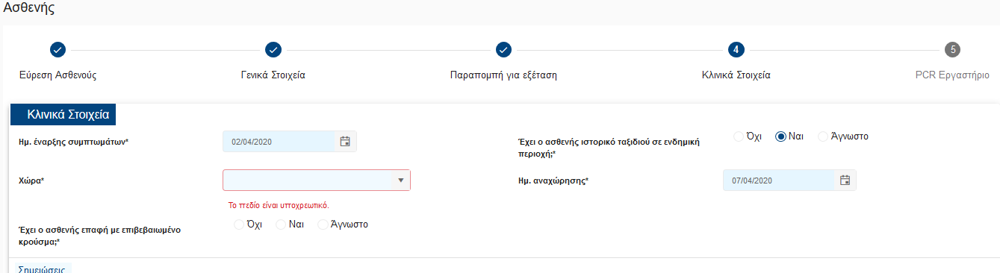 Ασθενής
4
5
Εύρεση Ασθενούς
Γενικά Στοιχεία
Παραπομπή για εξέταση
Κλινικά Στοιχεία
PCR Εργαστήριο
Κλινικά Στοιχεία
Ημ. έναρξης συμπτωμάτων*
02/04/2020
Έχει ο ασθενής ιστορικό ταξιδιού σε ενδημική
περιοχή;*
Όχι
Ναι
Άγνωστο
Χώρα*
Ημ. αναχώρησης*
07/04/2020
Το πεδίο είναι υποχρεωτικό.
Έχει ο ασθενής επαφή με επιβεβαιωμένο
κρούσμα;*
Όχι
Ναι
Άγνωστο
Σημειώσεις